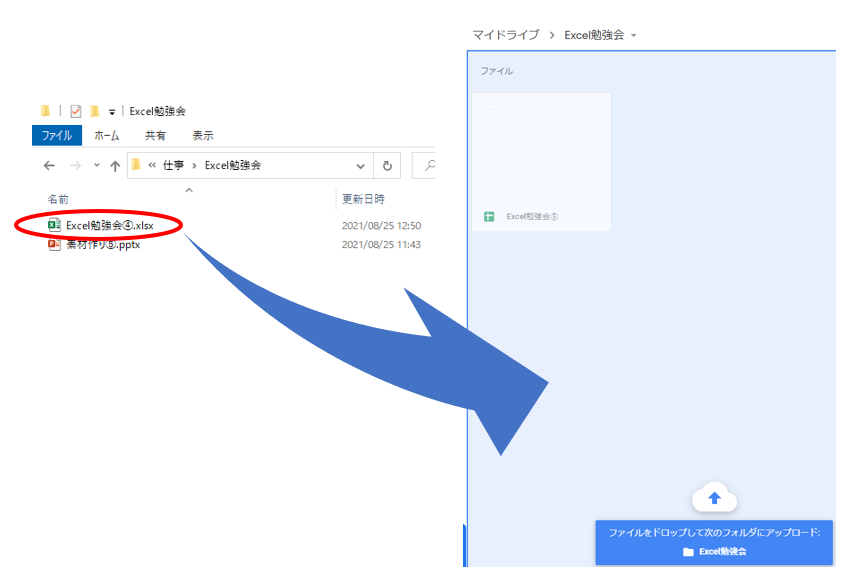 マイドライブ > Excel勉強会
ファイル
Excel勉強会⑤
Excel勉強会
ファイル ホーム 共有 表示
« 仕事 › Excel勉強会
名前 更新日時
Excel勉強会④.xlsx 2021/08/25 12:50
素材作り⑤.pptx 2021/08/25 11:43
ファイルをドロップして次のフォルダにアップロード:
Excel勉強会